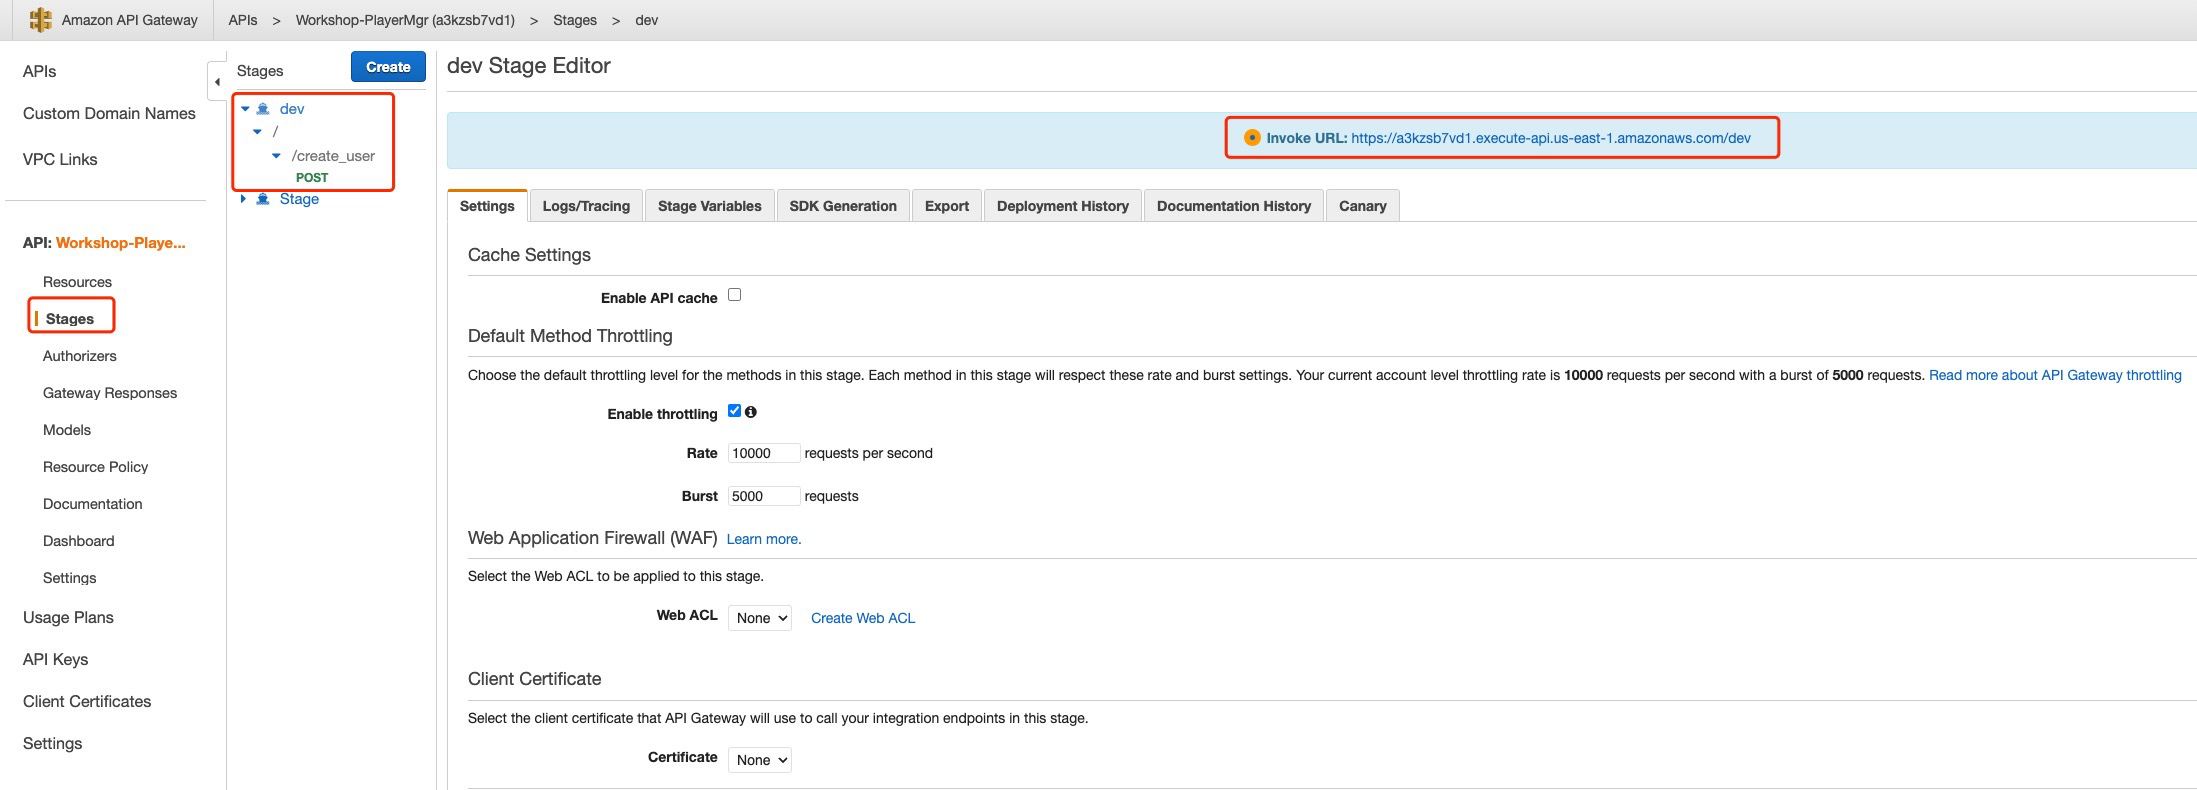 Amazon API Gateway APIs > Workshop-PlayerMgr (a3kzsb7vd1) > Stages > dev
APIs
Custom Domain Names
VPC Links
API: Workshop-Playe...
Resources
Stages
Authorizers
Gateway Responses
Models
Resource Policy
Documentation
Dashboard
Settings
Usage Plans
API Keys
Client Certificates
Settings
Stages Create
dev
/
/create_user
POST
Stage
dev Stage Editor
Invoke URL: https://a3kzsb7vd1.execute-api.us-east-1.amazonaws.com/dev
Settings Logs/Tracing Stage Variables SDK Generation Export Deployment History Documentation History Canary
Cache Settings
Enable API cache
Default Method Throttling
Choose the default throttling level for the methods in this stage. Each method in this stage will respect these rate and burst settings. Your current account level throttling rate is 10000 requests per second with a burst of 5000 requests. Read more about API Gateway throttling
Enable throttling
Rate 10000 requests per second
Burst 5000 requests
Web Application Firewall (WAF) Learn more.
Select the Web ACL to be applied to this stage.
Web ACL None Create Web ACL
Client Certificate
Select the client certificate that API Gateway will use to call your integration endpoints in this stage.
Certificate None